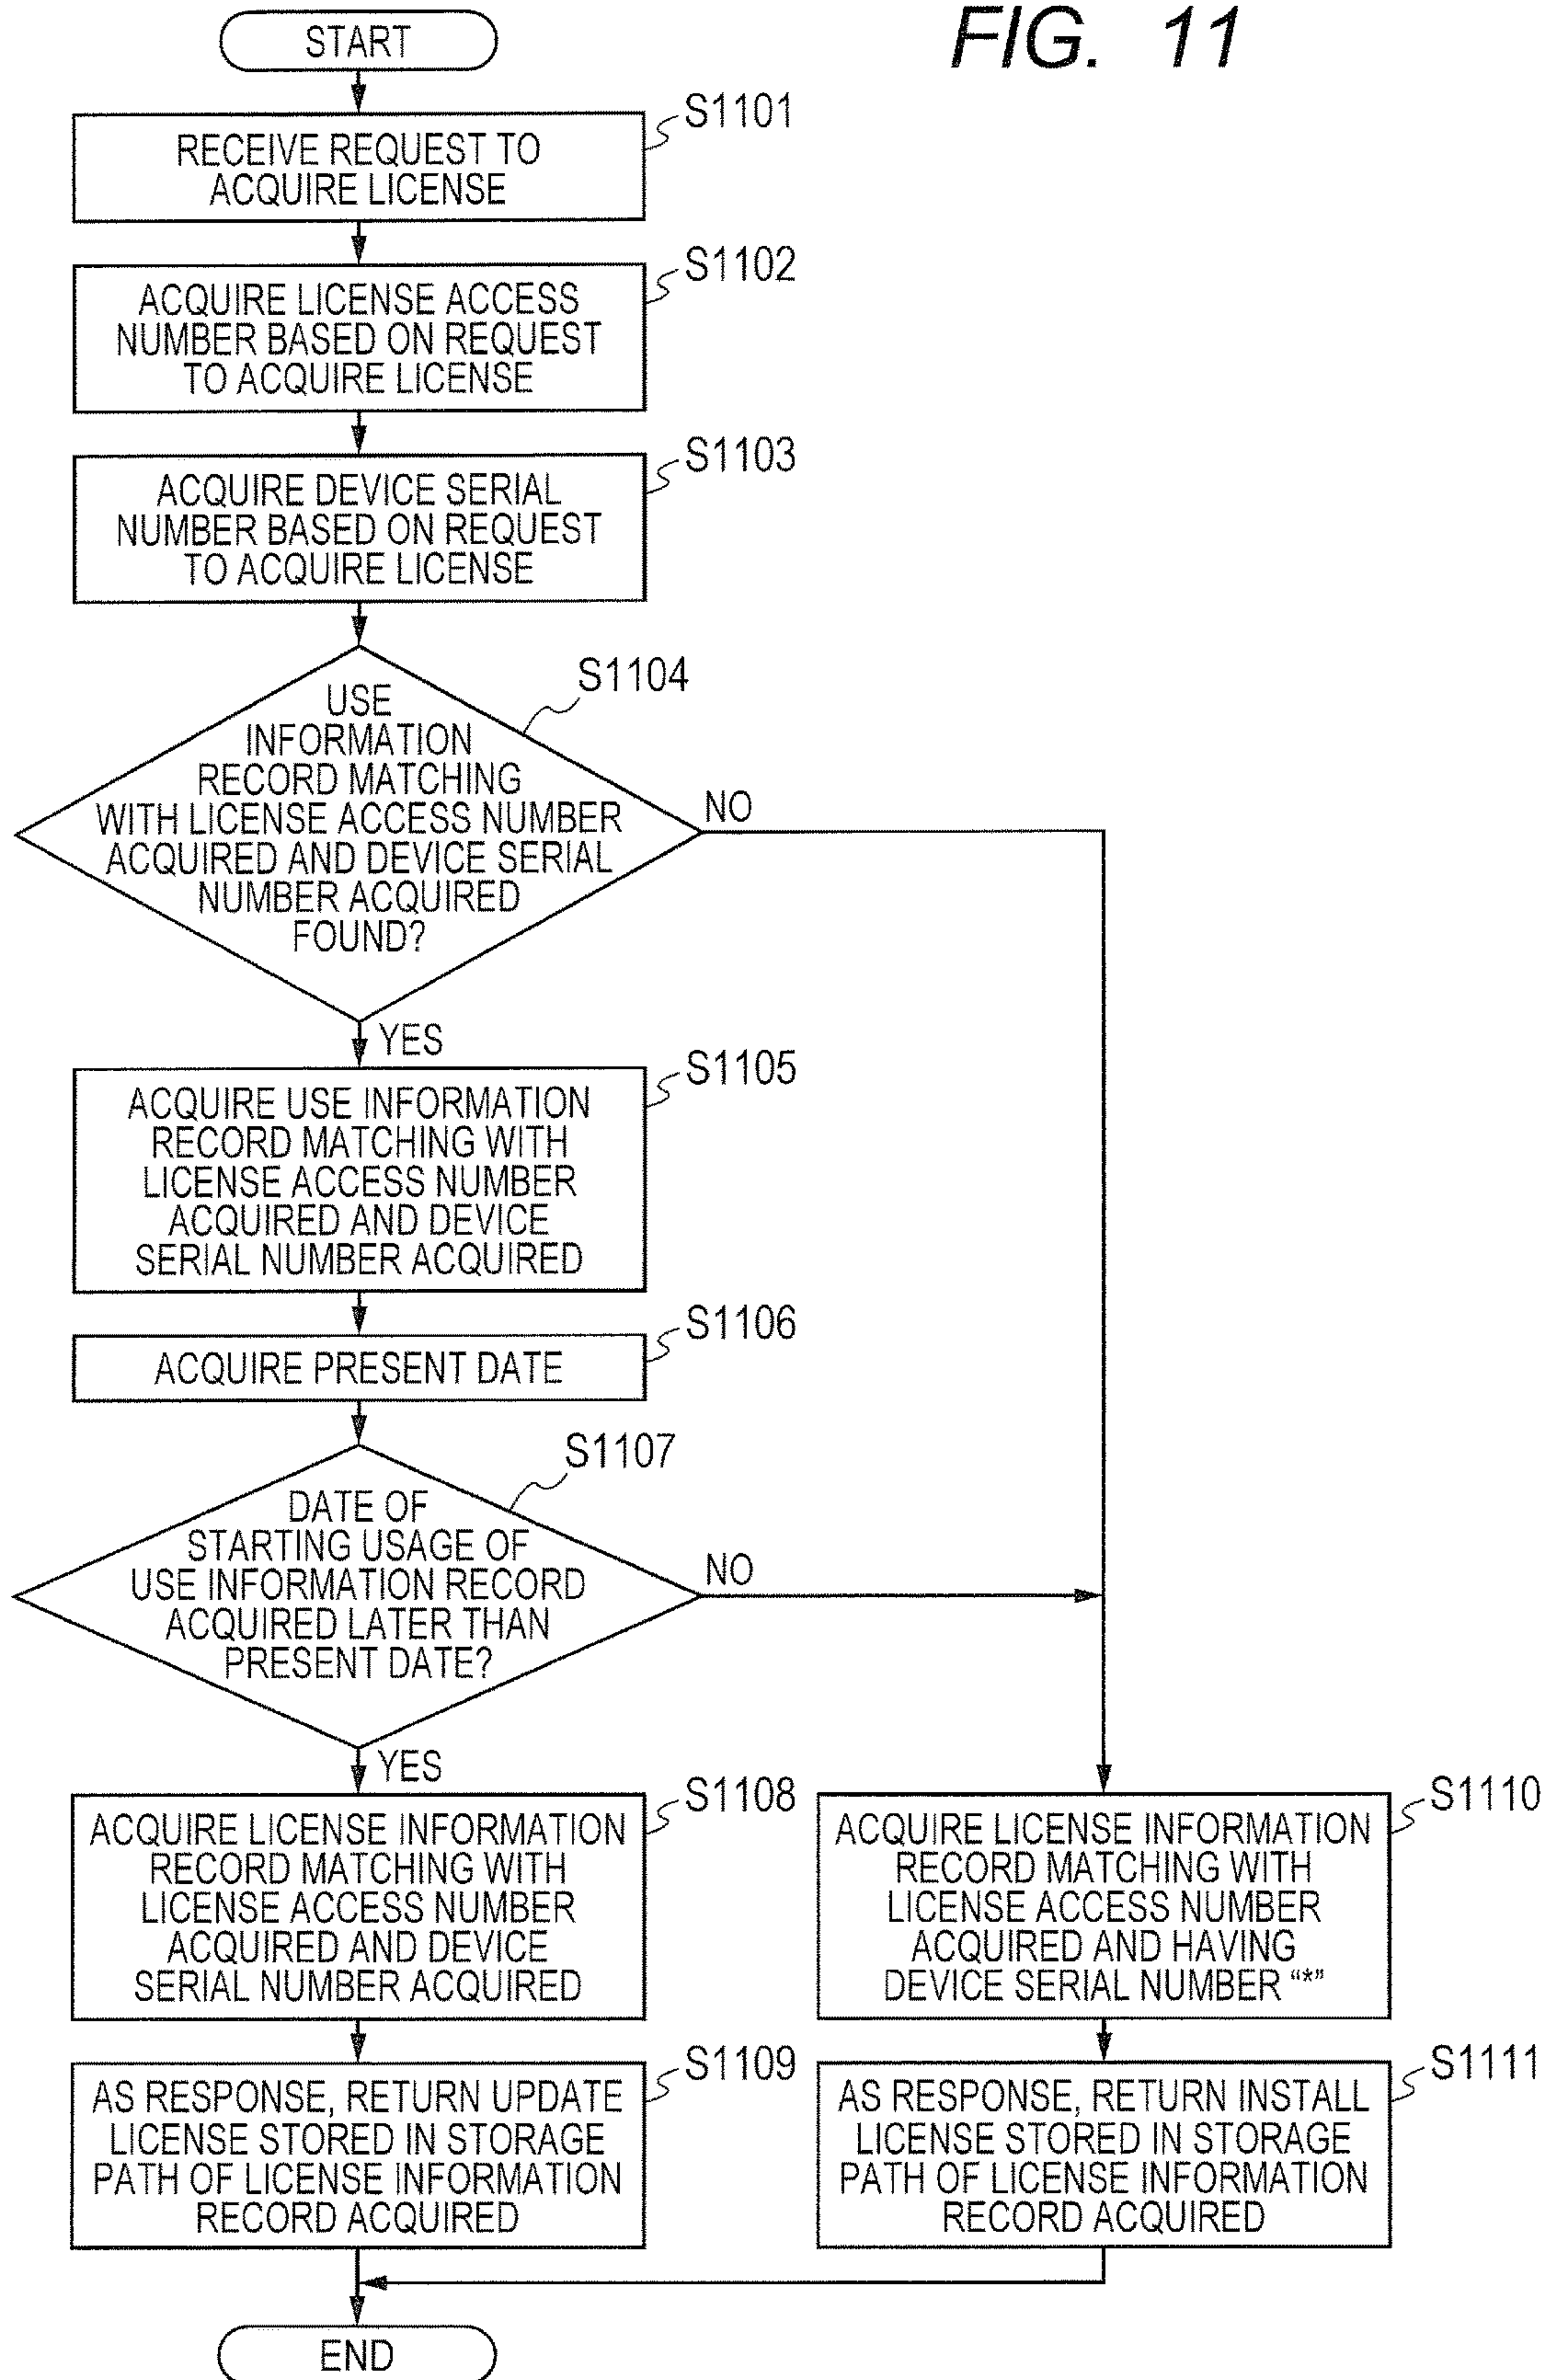 FIG. 11
START
S1101
RECEIVE REQUEST TO
ACQUIRE LICENSE
S1102
ACQUIRE LICENSE ACCESS
NUMBER BASED ON REQUEST
TO ACQUIRE LICENSE
S1103
ACQUIRE DEVICE SERIAL
NUMBER BASED ON REQUEST
TO ACQUIRE LICENSE
S1104
USE
INFORMATION
RECORD MATCHING
WITH LICENSE ACCESS NUMBER
ACQUIRED AND DEVICE SERIAL
NUMBER ACQUIRED
FOUND?
NO
YES
S1105
ACQUIRE USE INFORMATION
RECORD MATCHING WITH
LICENSE ACCESS NUMBER
ACQUIRED AND DEVICE
SERIAL NUMBER ACQUIRED
S1106
ACQUIRE PRESENT DATE
S1107
DATE OF
STARTING USAGE OF
USE INFORMATION RECORD
ACQUIRED LATER THAN
PRESENT DATE?
NO
YES
S1108
ACQUIRE LICENSE INFORMATION
RECORD MATCHING WITH
LICENSE ACCESS NUMBER
ACQUIRED AND DEVICE
SERIAL NUMBER ACQUIRED
S1110
ACQUIRE LICENSE INFORMATION
RECORD MATCHING WITH
LICENSE ACCESS NUMBER
ACQUIRED AND HAVING
DEVICE SERIAL NUMBER “*”
S1109
AS RESPONSE, RETURN UPDATE
LICENSE STORED IN STORAGE
PATH OF LICENSE INFORMATION
RECORD ACQUIRED
S1111
AS RESPONSE, RETURN INSTALL
LICENSE STORED IN STORAGE
PATH OF LICENSE INFORMATION
RECORD ACQUIRED
END